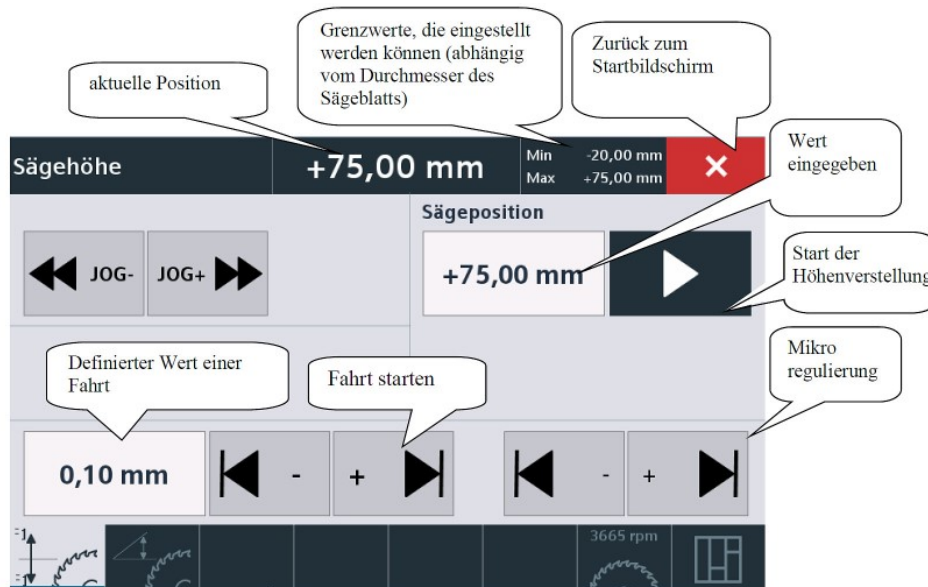 Grenzwerte, die eingestellt
werden können (abhängig
vom Durchmesser des
Sägeblatts)
Zurück zum
Startbildschirm
aktuelle Position
Wert
eingegeben
Sägehöhe
+75,00 mm
Min -20,00 mm
Max +75,00 mm
Sägeposition
JOG-
JOG+
+75,00 mm
Start der
Höhenverstellung
Definierter Wert einer
Fahrt
Fahrt starten
Mikro
regulierung
0,10 mm
-
+
-
+
3665 rpm